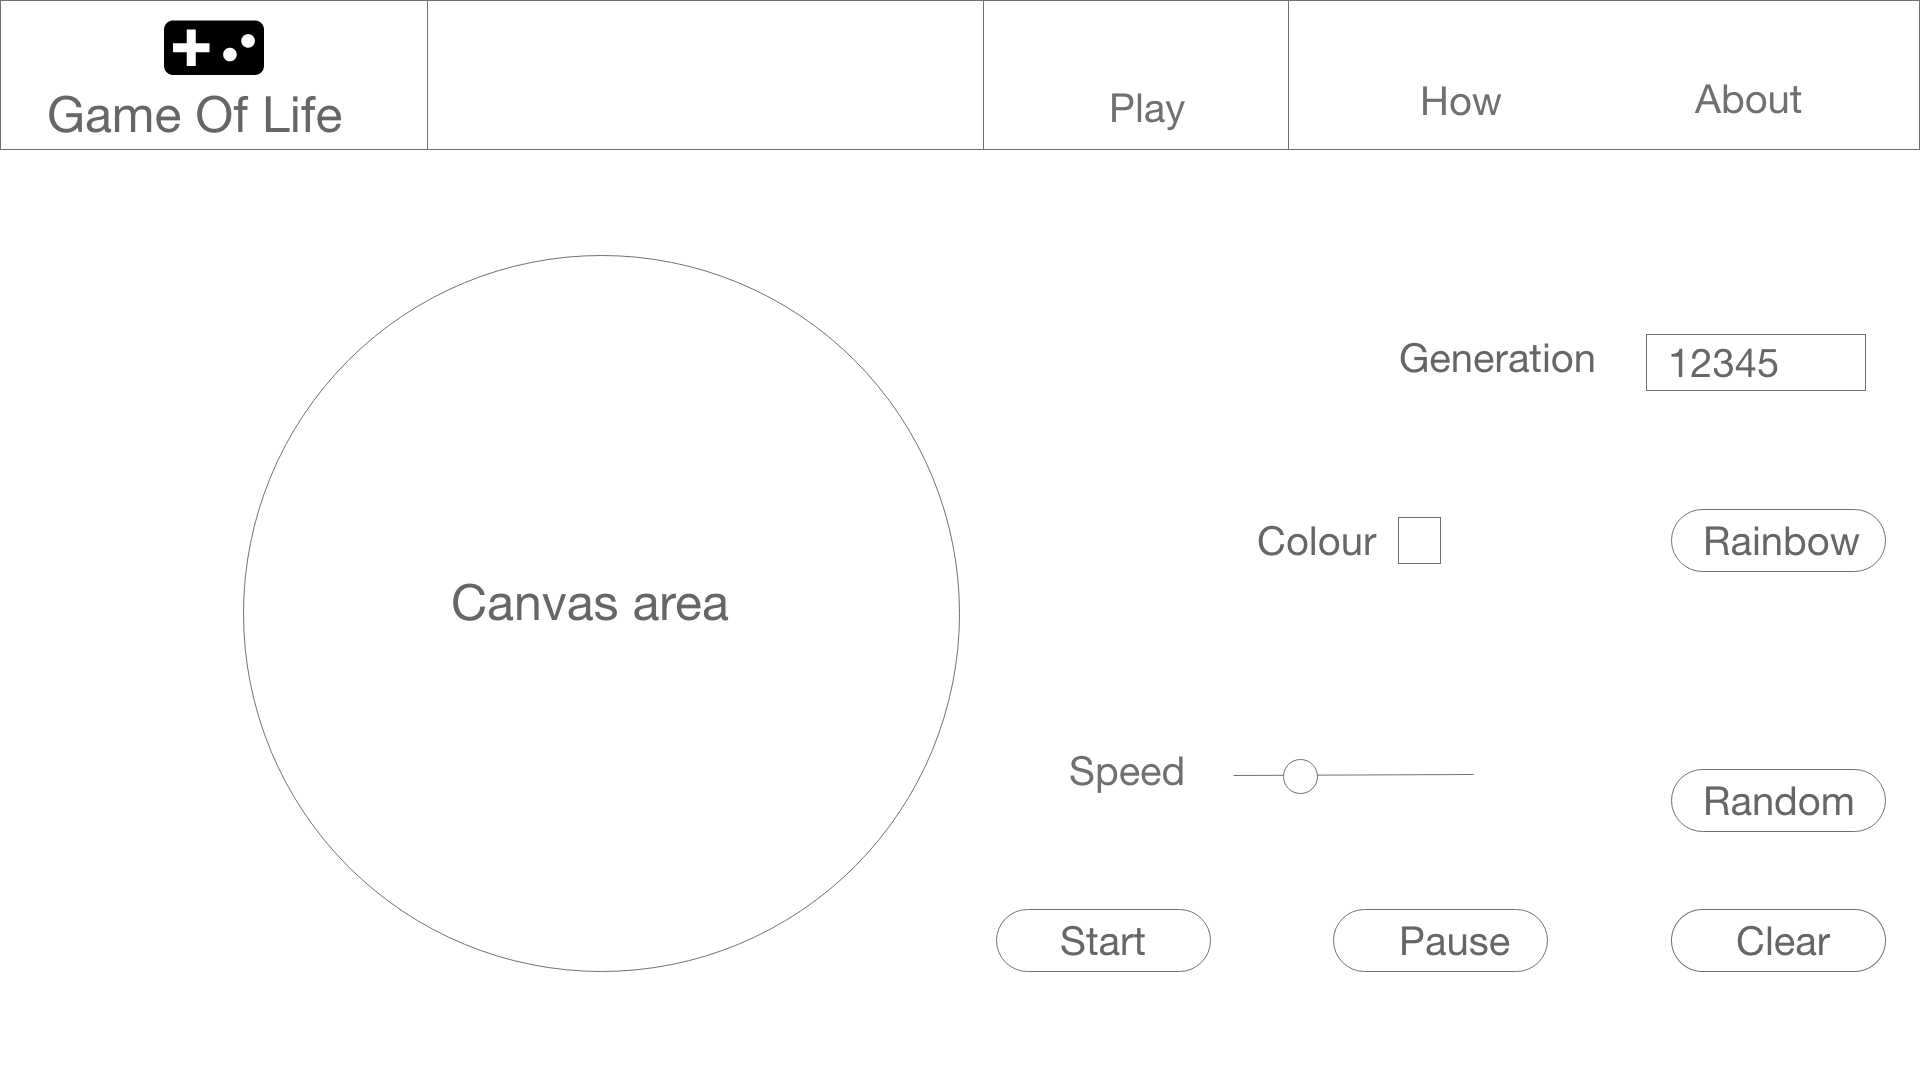 Game Of Life
Play
How
About
Generation
12345
Colour
Rainbow
Canvas area
Speed
Random
Start
Pause
Clear